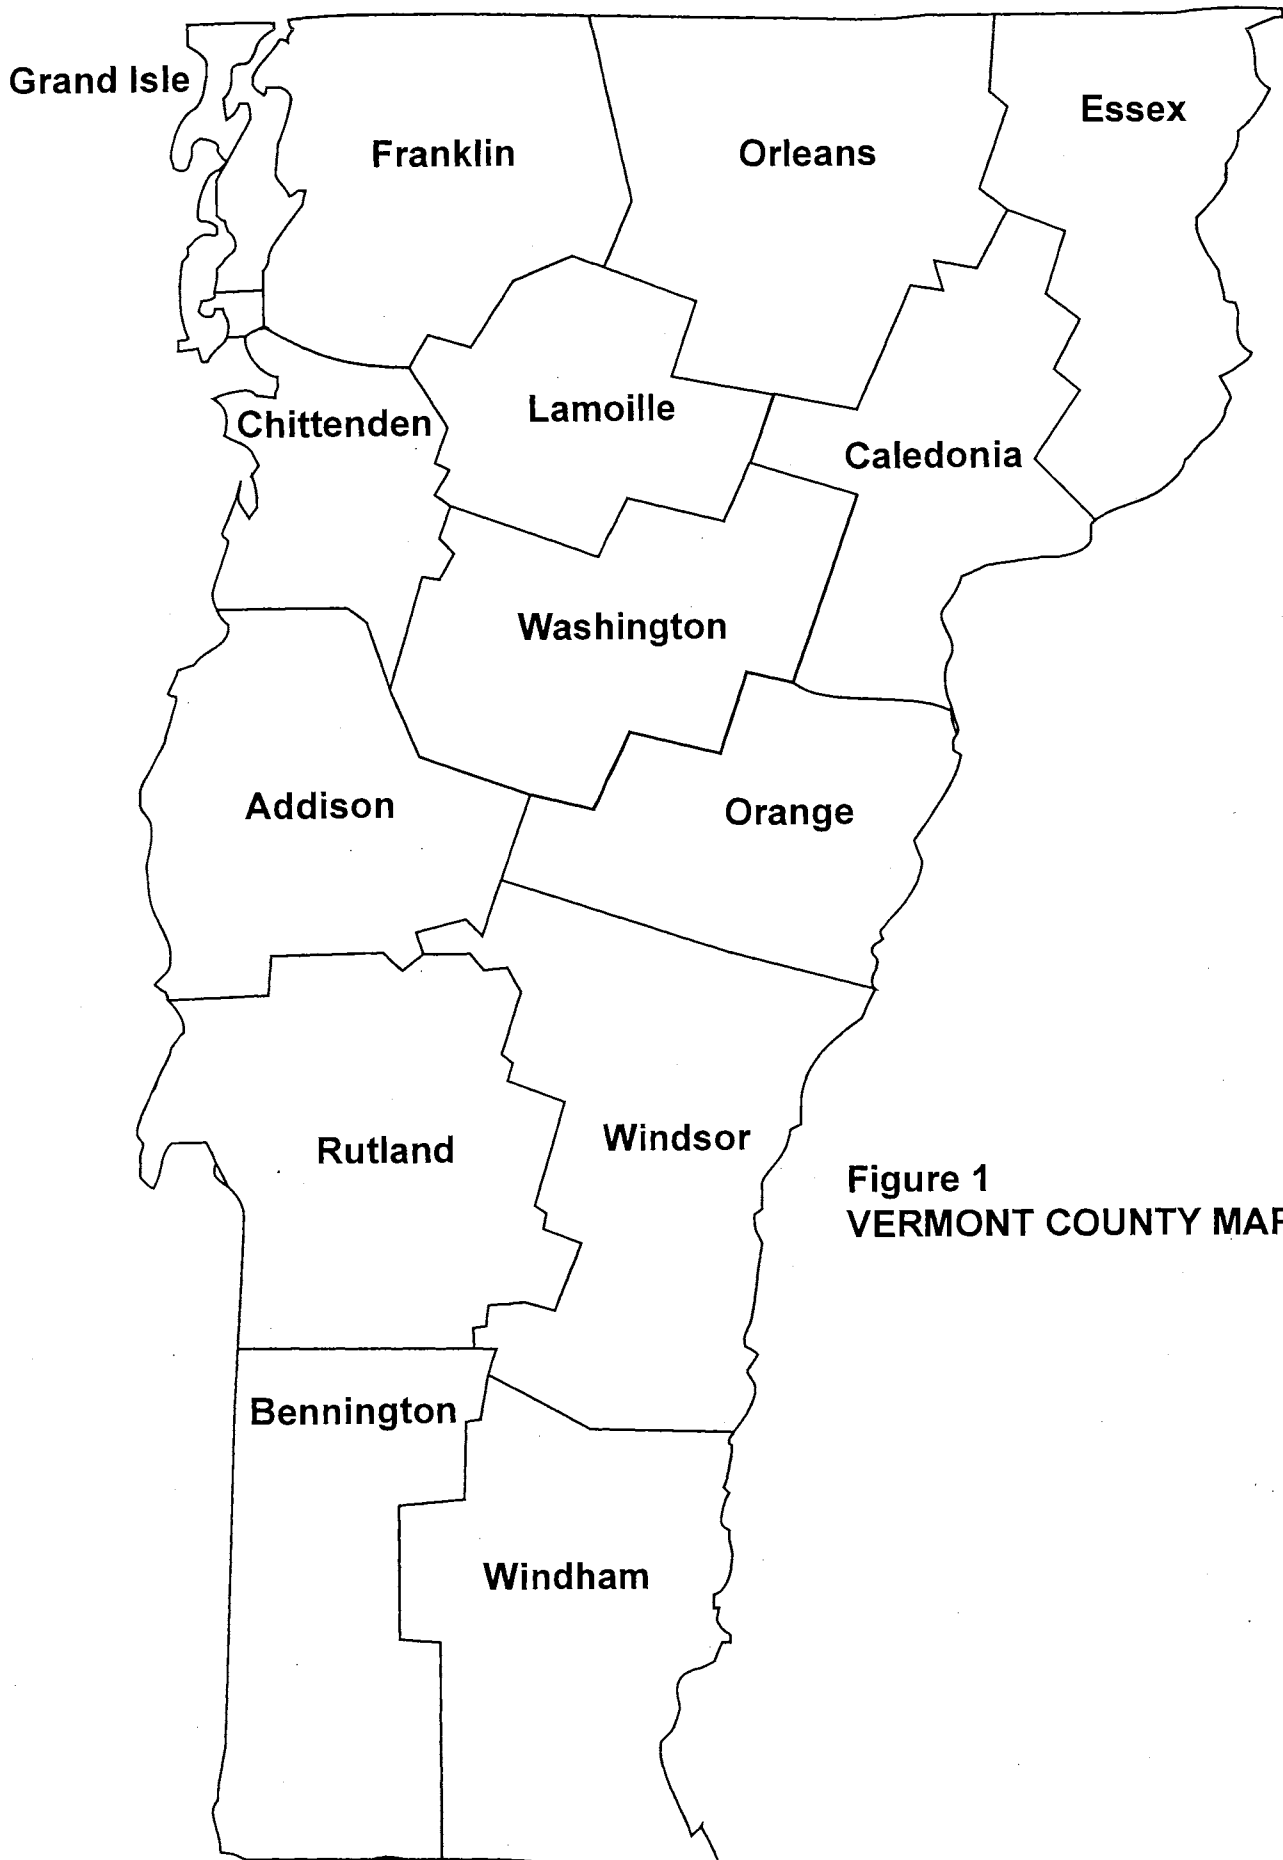 Grand Isle
Essex
Franklin
Orleans
Lamoille
Chittenden
Caledonia
Washington
Addison
Orange
Windsor
Rutland
Figure 1
VERMONT COUNTY MAP
Bennington
Windham